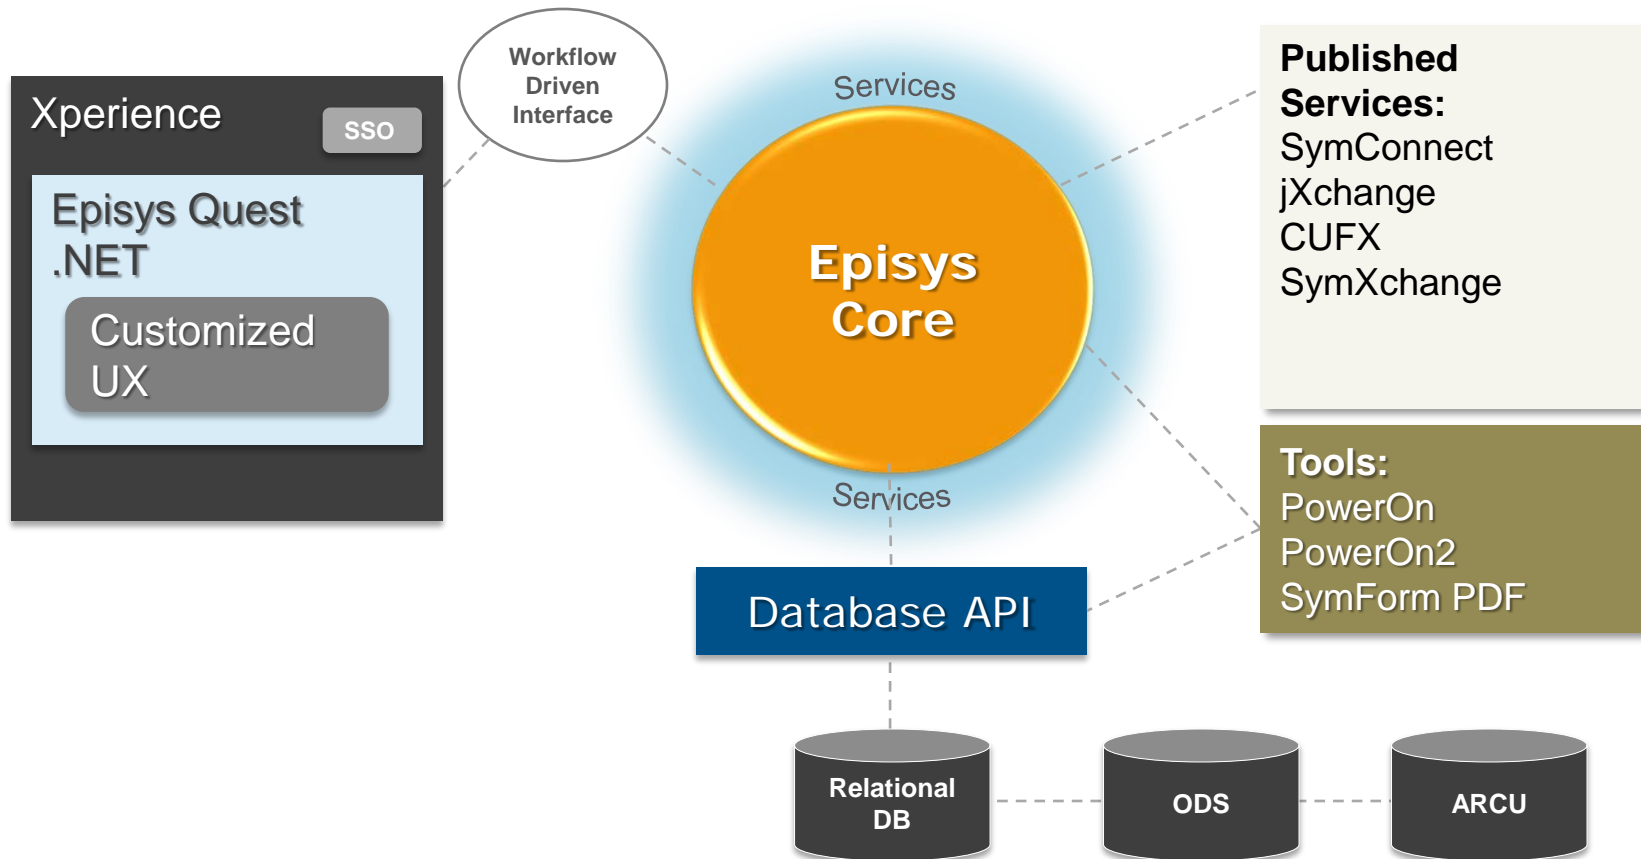 Xperience
SSO
Episys Quest
.NET
Customized
UX
Workflow
Driven
Interface
Services
Episys
Core
Services
Database API
Relational
DB
ODS
ARCU
Published
Services:
SymConnect
jXchange
CUFX
SymXchange
Tools:
PowerOn
PowerOn2
SymForm PDF